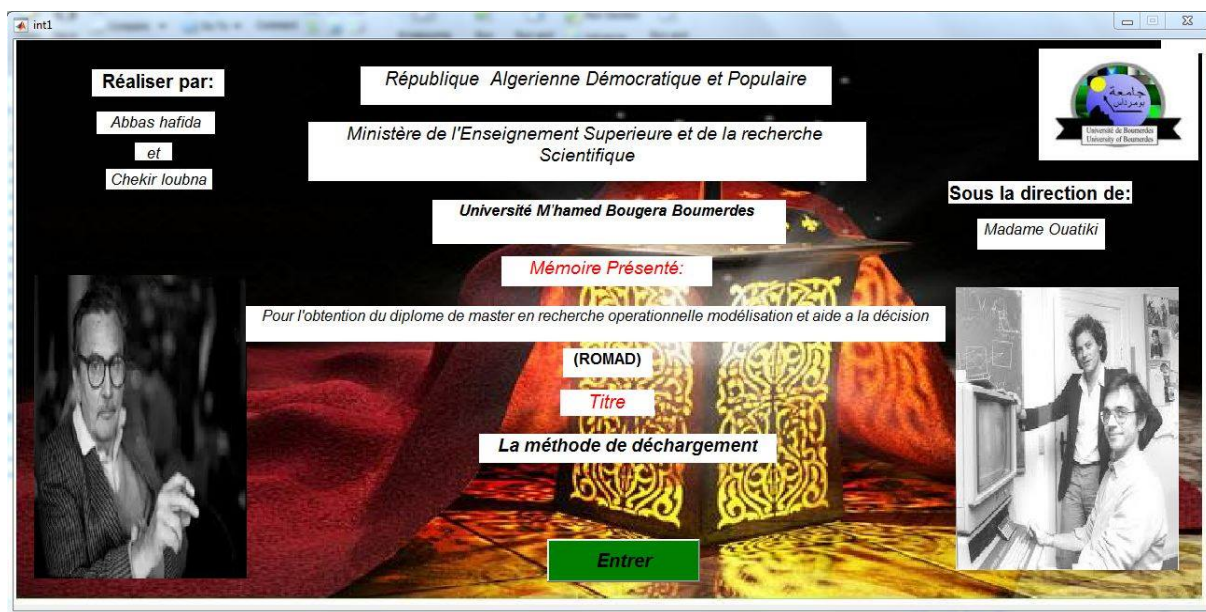 int1
Réaliser par:
Abbas hafida
et
Chekir loubna
République Algerienne Démocratique et Populaire
Ministère de l'Enseignement Superieure et de la recherche
Scientifique
Université M'hamed Bougera Boumerdes
Mémoire Présenté:
Pour l'obtention du diplome de master en recherche operationnelle modélisation et aide a la décision
(ROMAD)
Titre
La méthode de déchargement
Entrer
جامعة
بومرداس
Université de Boumerdes
University of Boumerdes
Sous la direction de:
Madame Ouatiki